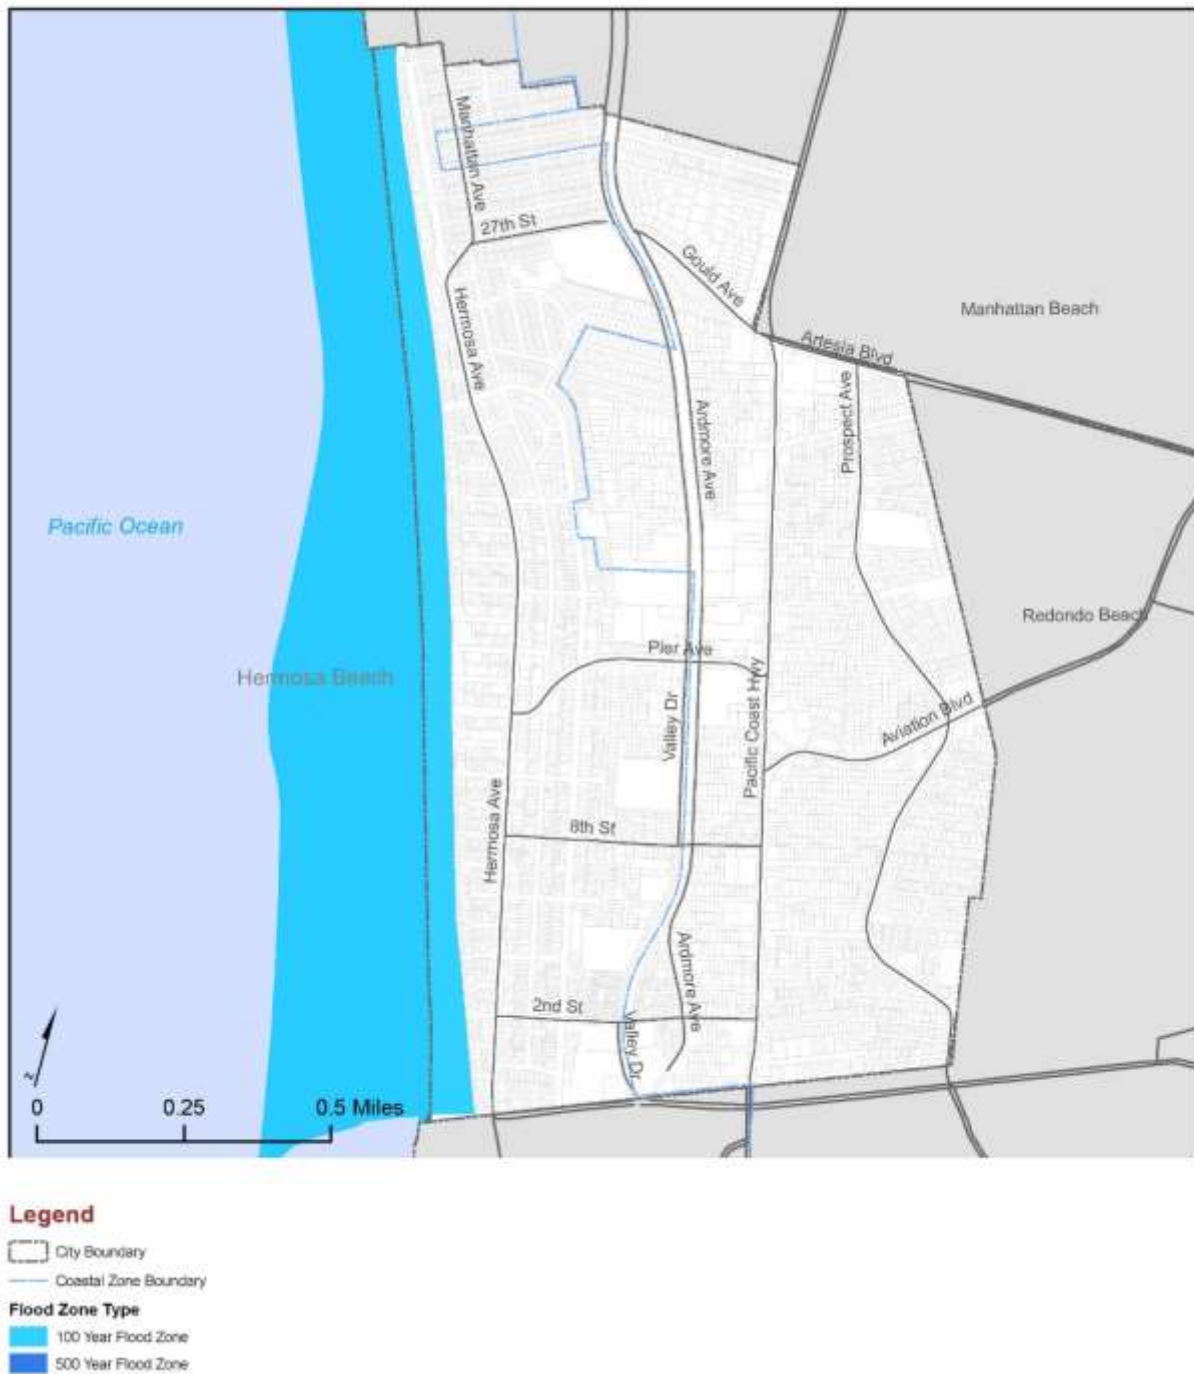 Manhattan Ave
27th St
Gould Ave
Hermosa Ave
Manhattan Beach
Artesia Blvd
Prospect Ave
Ardmore Ave
Pacific Ocean
Redondo Beach
Pier Ave
Hermosa Beach
Valley Dr
Pacific Coast Hwy
Aviation Blvd
Hermosa Ave
8th St
Ardmore Ave
2nd St
Valley Dr
N
0 0.25 0.5 Miles
Legend
City Boundary
Coastal Zone Boundary
Flood Zone Type
100 Year Flood Zone
500 Year Flood Zone